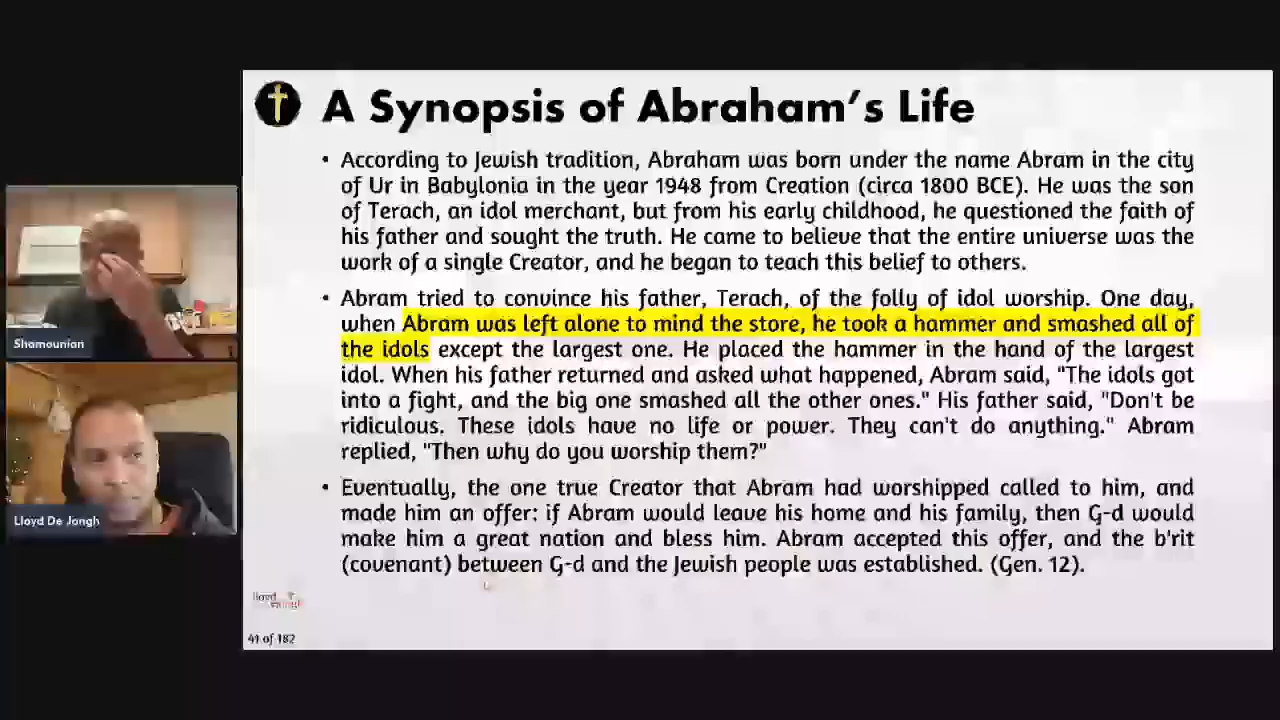 A Synopsis of Abraham's Life
• According to Jewish tradition, Abraham was born under the name Abram in the city
of Ur in Babylonia in the year 1948 from Creation (circa 1800 BCE). He was the son
of Terach, an idol merchant, but from his early childhood, he questioned the faith of
his father and sought the truth. He came to believe that the entire universe was the
work of a single Creator, and he began to teach this belief to others.
• Abram tried to convince his father, Terach, of the folly of idol worship. One day,
when Abram was left alone to mind the store, he took a hammer and smashed all of
the idols except the largest one. He placed the hammer in the hand of the largest
idol. When his father returned and asked what happened, Abram said, "The idols got
into a fight, and the big one smashed all the other ones." His father said, "Don't be
ridiculous. These idols have no life or power. They can't do anything." Abram
replied, "Then why do you worship them?"
• Eventually, the one true Creator that Abram had worshipped called to him, and
made him an offer: if Abram would leave his home and his family, then G-d would
make him a great nation and bless him. Abram accepted this offer, and the b'rit
(covenant) between G-d and the Jewish people was established. (Gen. 12).
41 of 182
Shamounian
Lloyd De Jongh